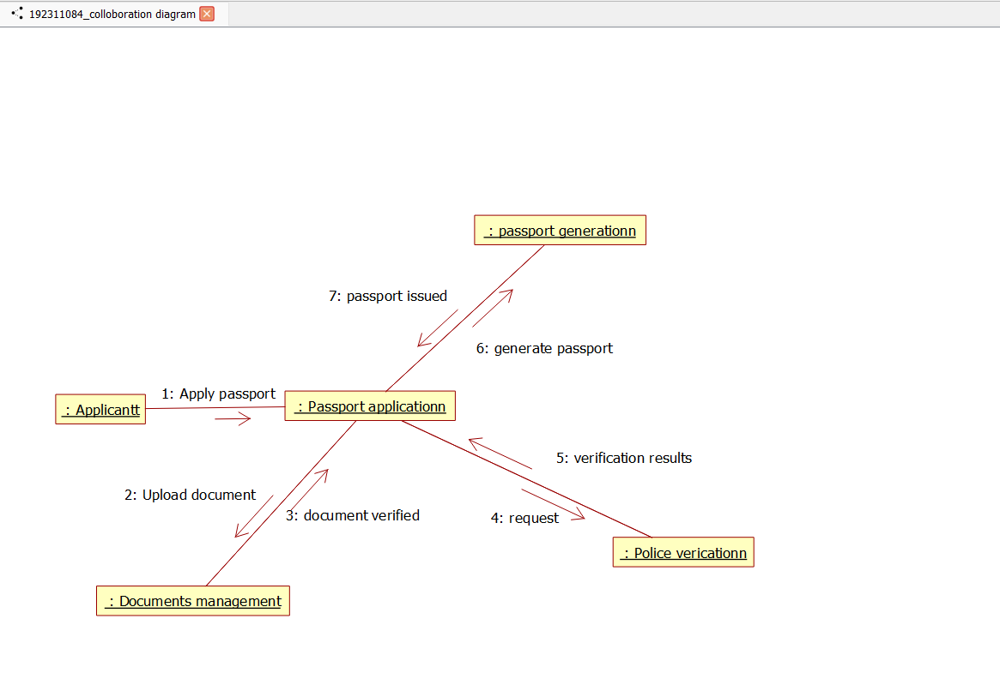 192311084_colloboration diagram
: passport generationn
7: passport issued
6: generate passport
1: Apply passport
: Applicantt
: Passport applicationn
5: verification results
2: Upload document
3: document verified
4: request
: Police vericationn
: Documents management